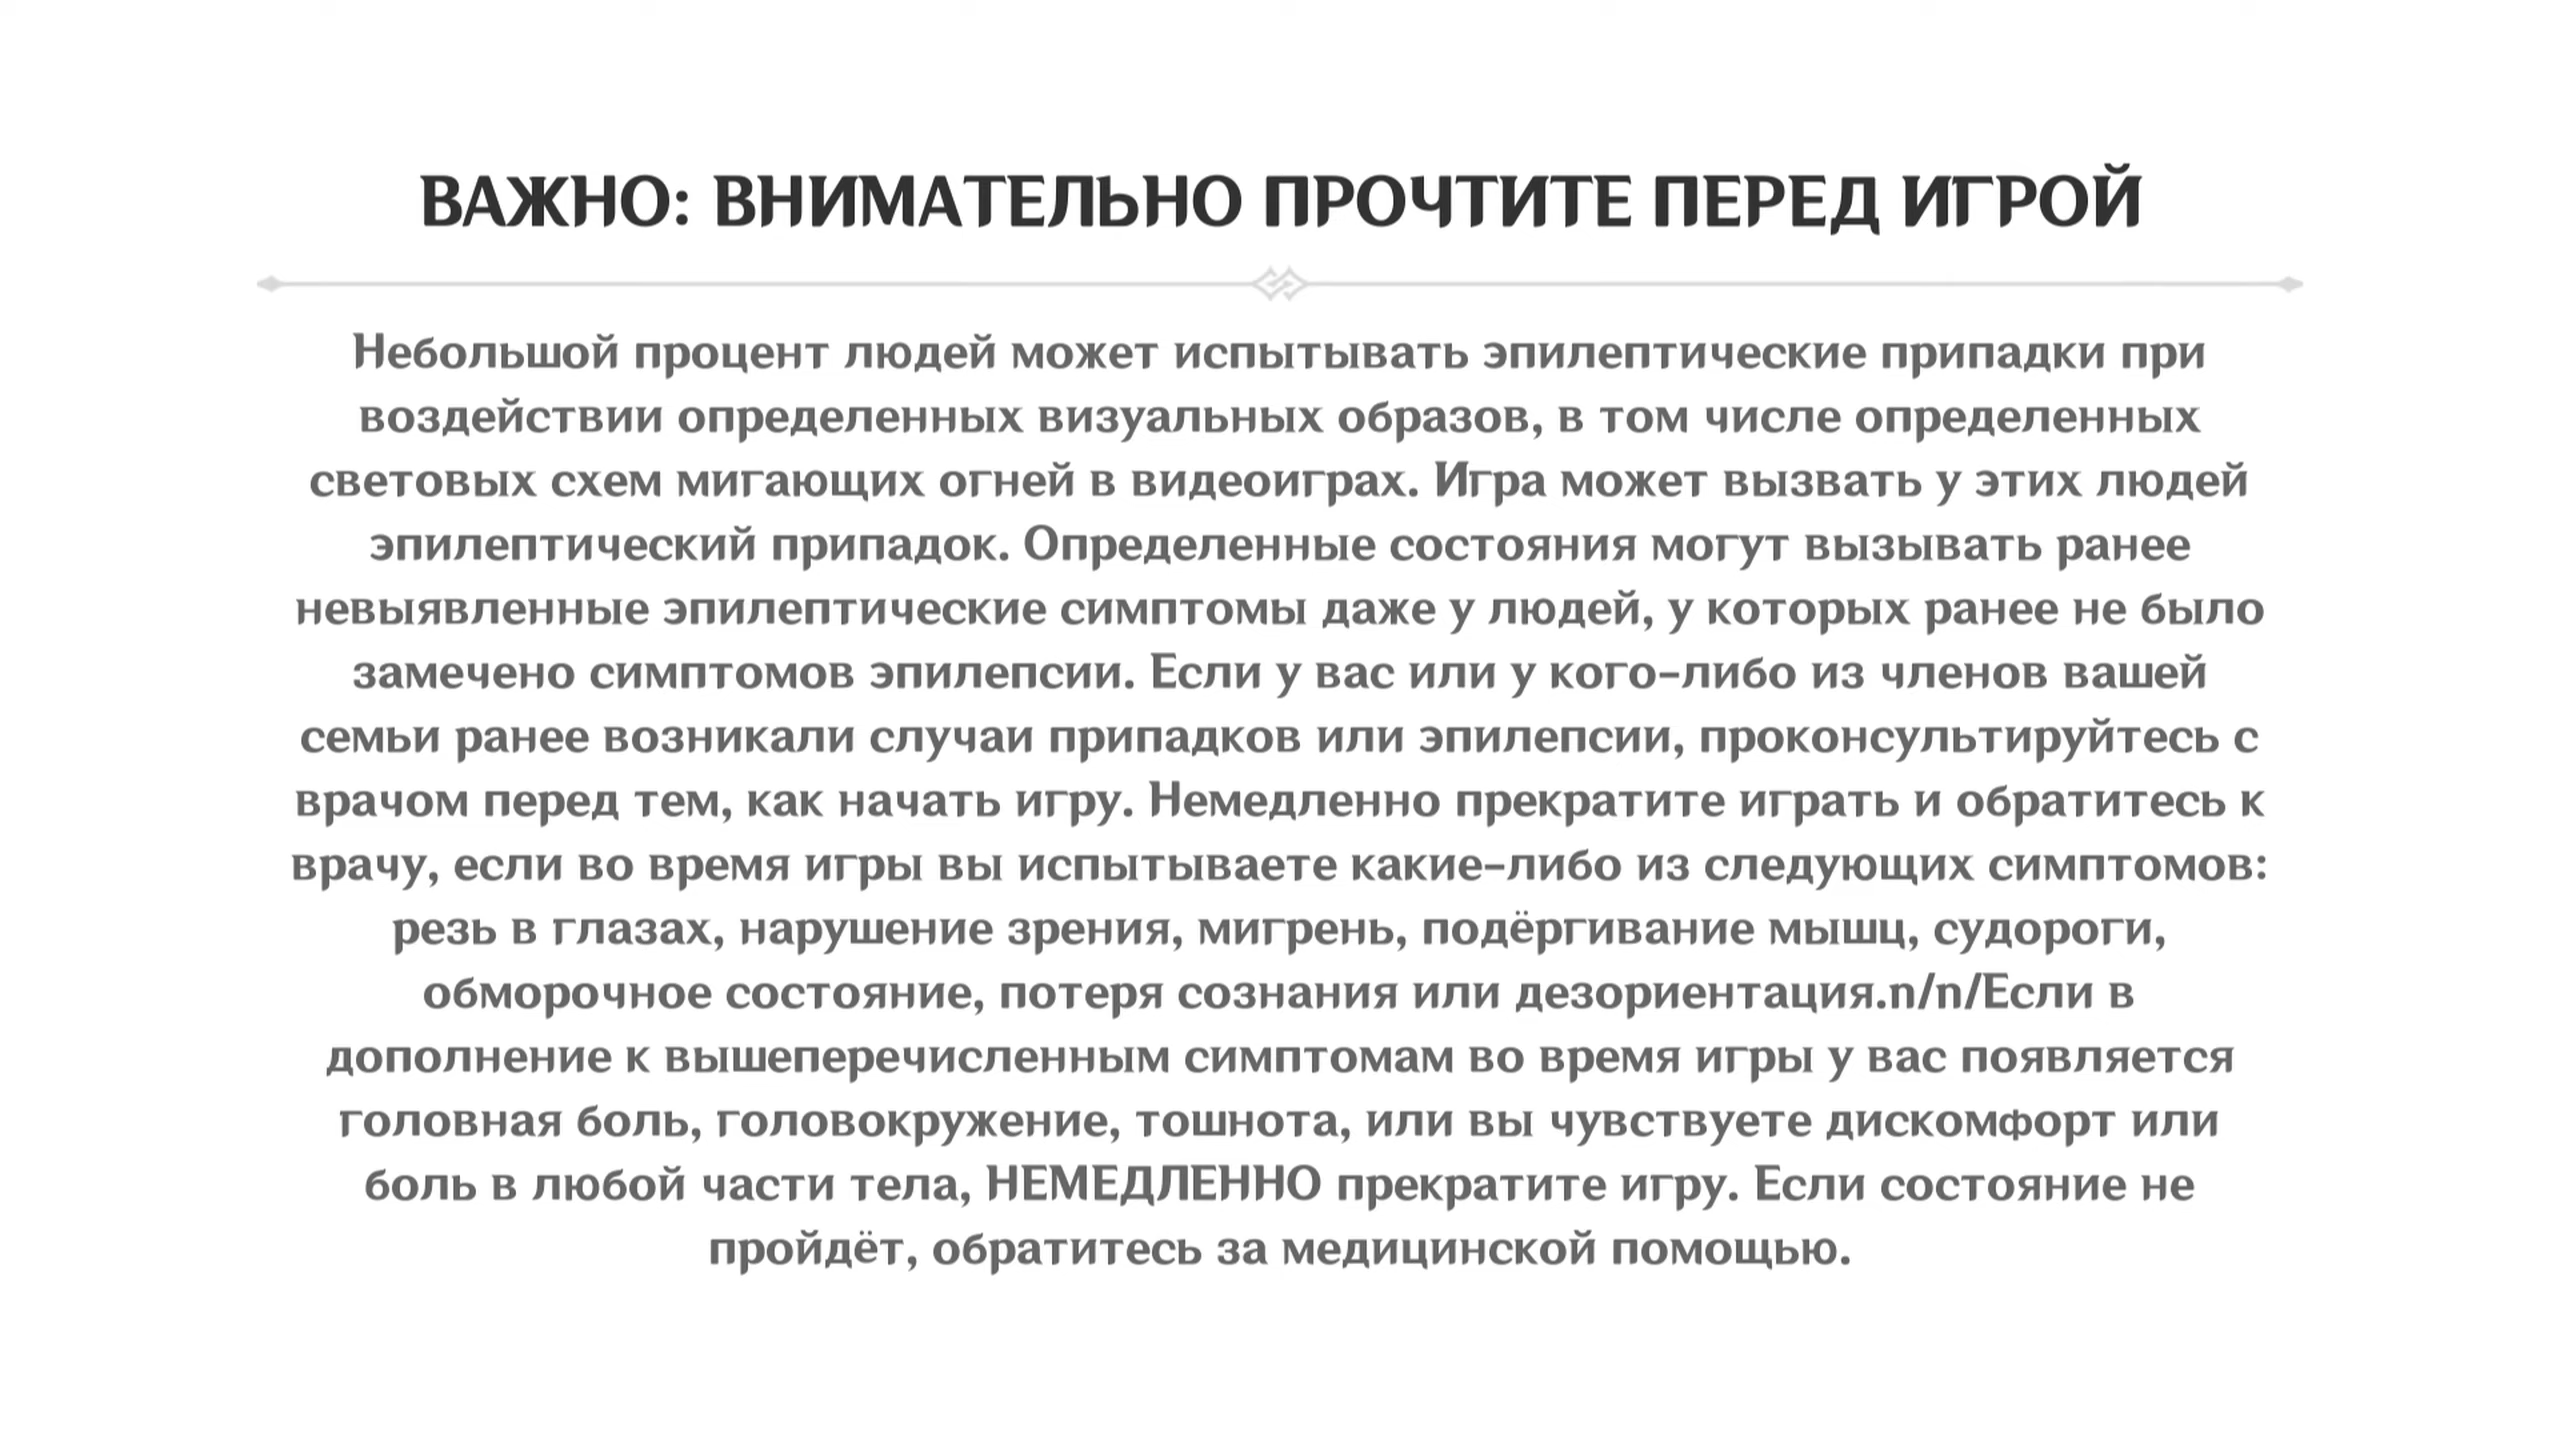 ВАЖНО: ВНИМАТЕЛЬНО ПРОЧТИТЕ ПЕРЕД ИГРОЙ
Небольшой процент людей может испытывать эпилептические припадки при
воздействии определенных визуальных образов, в том числе определенных
световых схем мигающих огней в видеоиграх. Игра может вызвать у этих людей
эпилептический припадок. Определенные состояния могут вызывать ранее
невыявленные эпилептические симптомы даже у людей, у которых ранее не было
замечено симптомов эпилепсии. Если у вас или у кого-либо из членов вашей
семьи ранее возникали случаи припадков или эпилепсии, проконсультируйтесь с
врачом перед тем, как начать игру. Немедленно прекратите играть и обратитесь к
врачу, если во время игры вы испытываете какие-либо из следующих симптомов:
резь в глазах, нарушение зрения, мигрень, подёргивание мышц, судороги,
обморочное состояние, потеря сознания или дезориентация.n/n/Если в
дополнение к вышеперечисленным симптомам во время игры у вас появляется
головная боль, головокружение, тошнота, или вы чувствуете дискомфорт или
боль в любой части тела, НЕМЕДЛЕННО прекратите игру. Если состояние не
пройдёт, обратитесь за медицинской помощью.